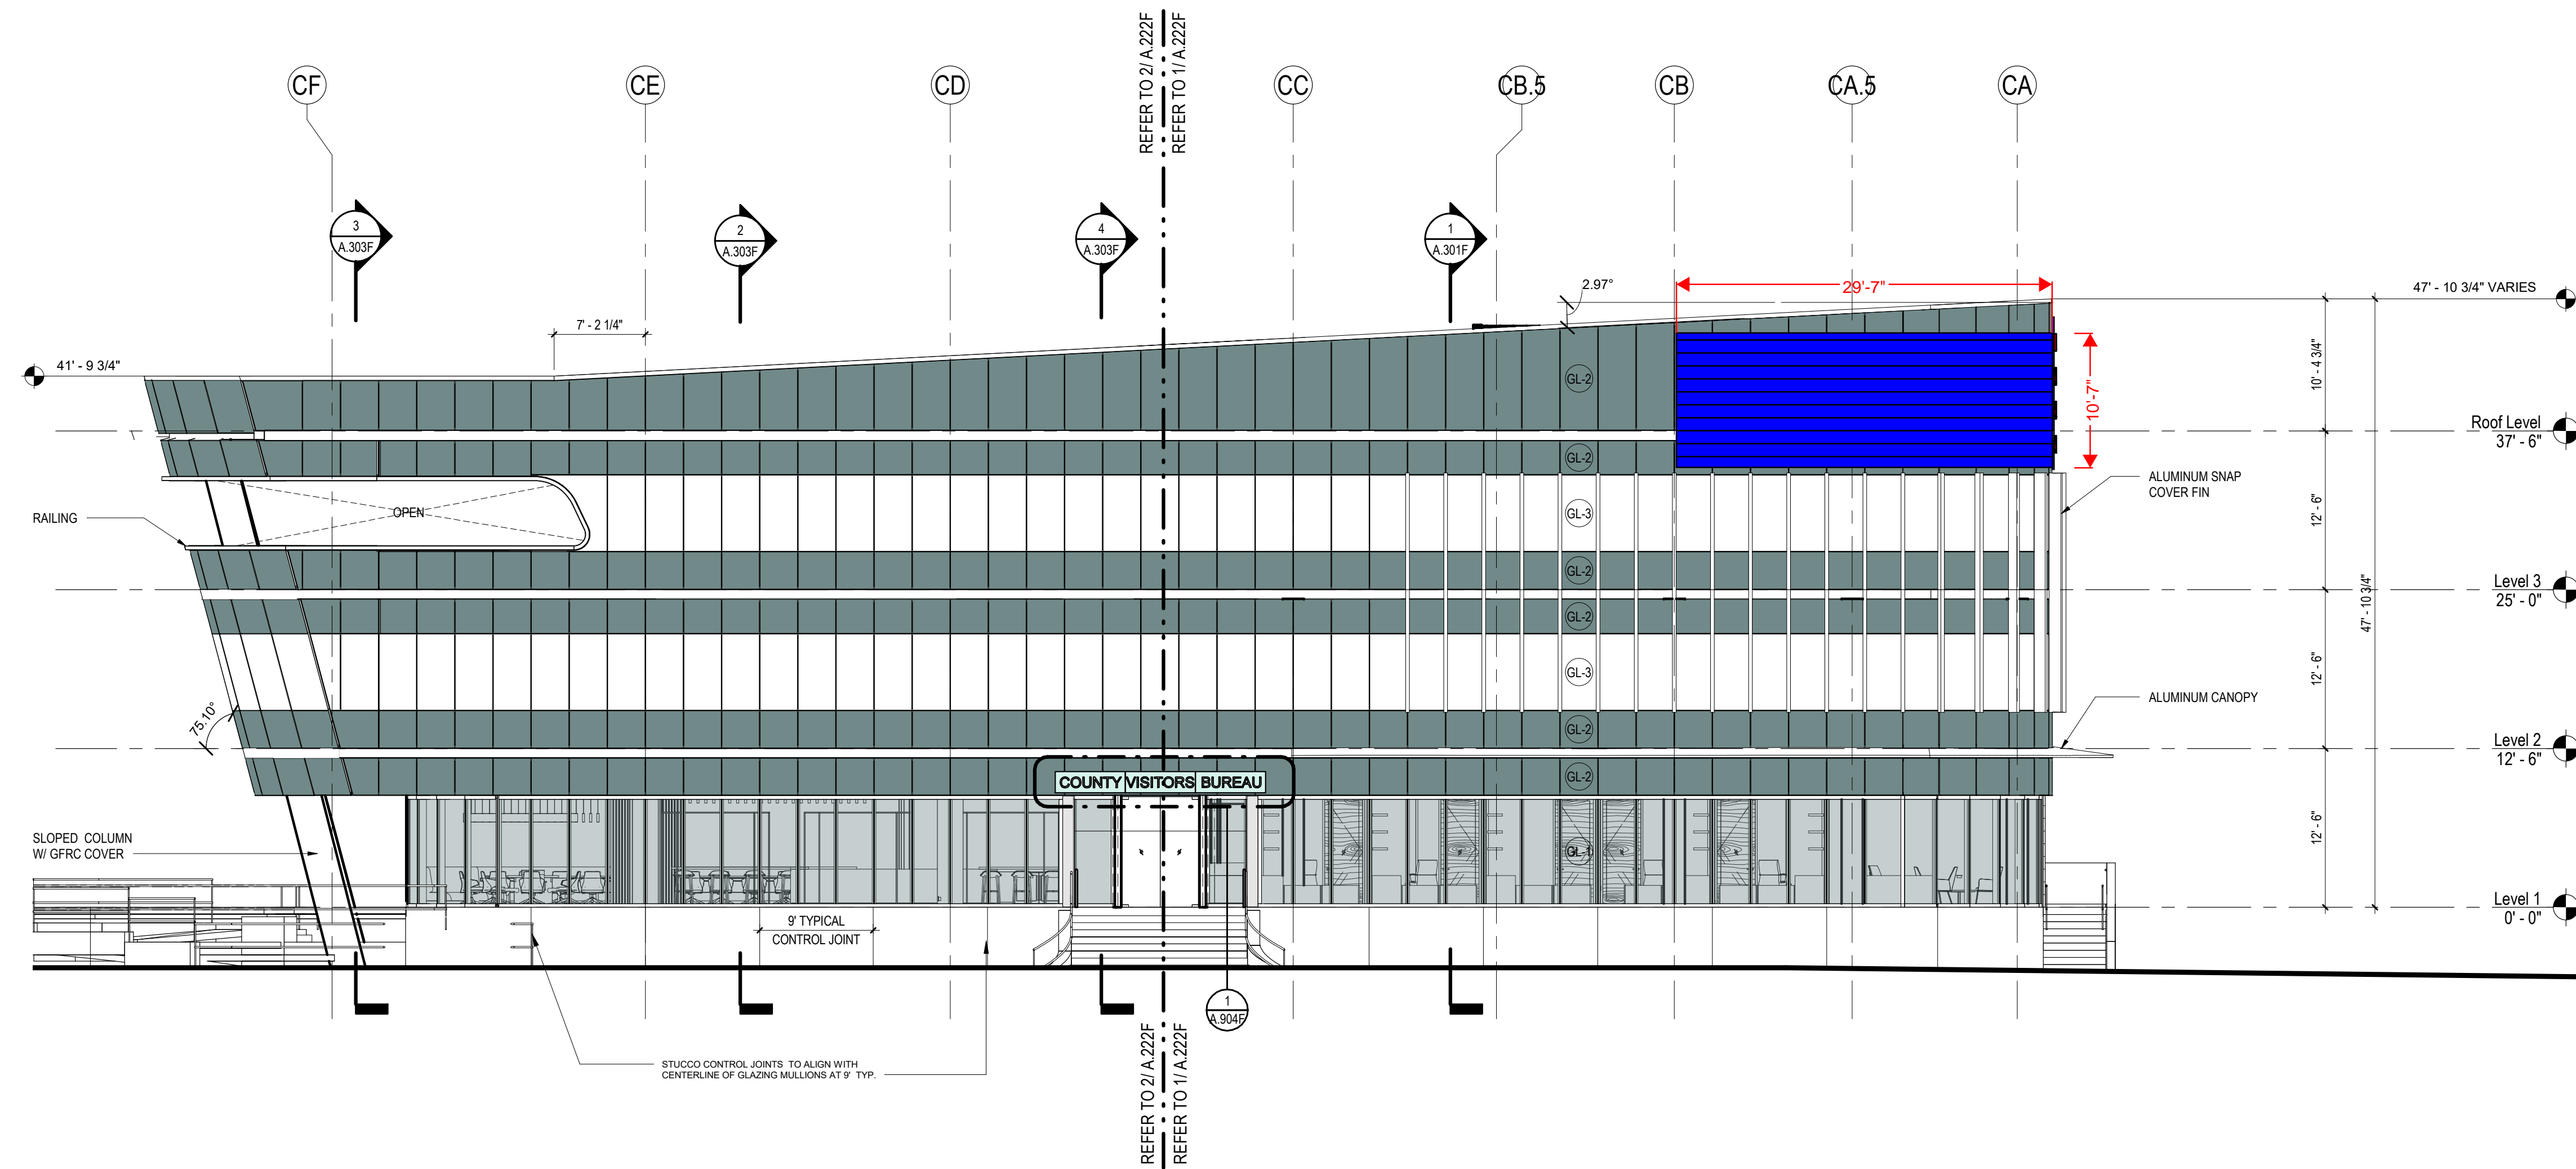 REFER TO 2/ A.222F
REFER TO 1/ A.222F
CF
CE
CD
CC
CB.5
CB
CA.5
CA
3
A.303F
2
A.303F
4
A.303F
1
A.301F
2.97°
29'-7"
47' - 10 3/4" VARIES
7' - 2 1/4"
41' - 9 3/4"
10' - 4 3/4"
10'-7"
GL-2
Roof Level
37' - 6"
GL-2
ALUMINUM SNAP
COVER FIN
RAILING
OPEN
GL-3
12' - 6"
GL-2
Level 3
25' - 0"
47' - 10 3/4"
GL-2
GL-3
12' - 6"
ALUMINUM CANOPY
75.10°
GL-2
Level 2
12' - 6"
GL-2
COUNTY VISITORS BUREAU
12' - 6"
SLOPED COLUMN
W/ GFRC COVER
GL-1
Level 1
0' - 0"
9' TYPICAL
CONTROL JOINT
1
A.904F
STUCCO CONTROL JOINTS TO ALIGN WITH
CENTERLINE OF GLAZING MULLIONS AT 9' TYP.
REFER TO 2/ A.222F
REFER TO 1/ A.222F